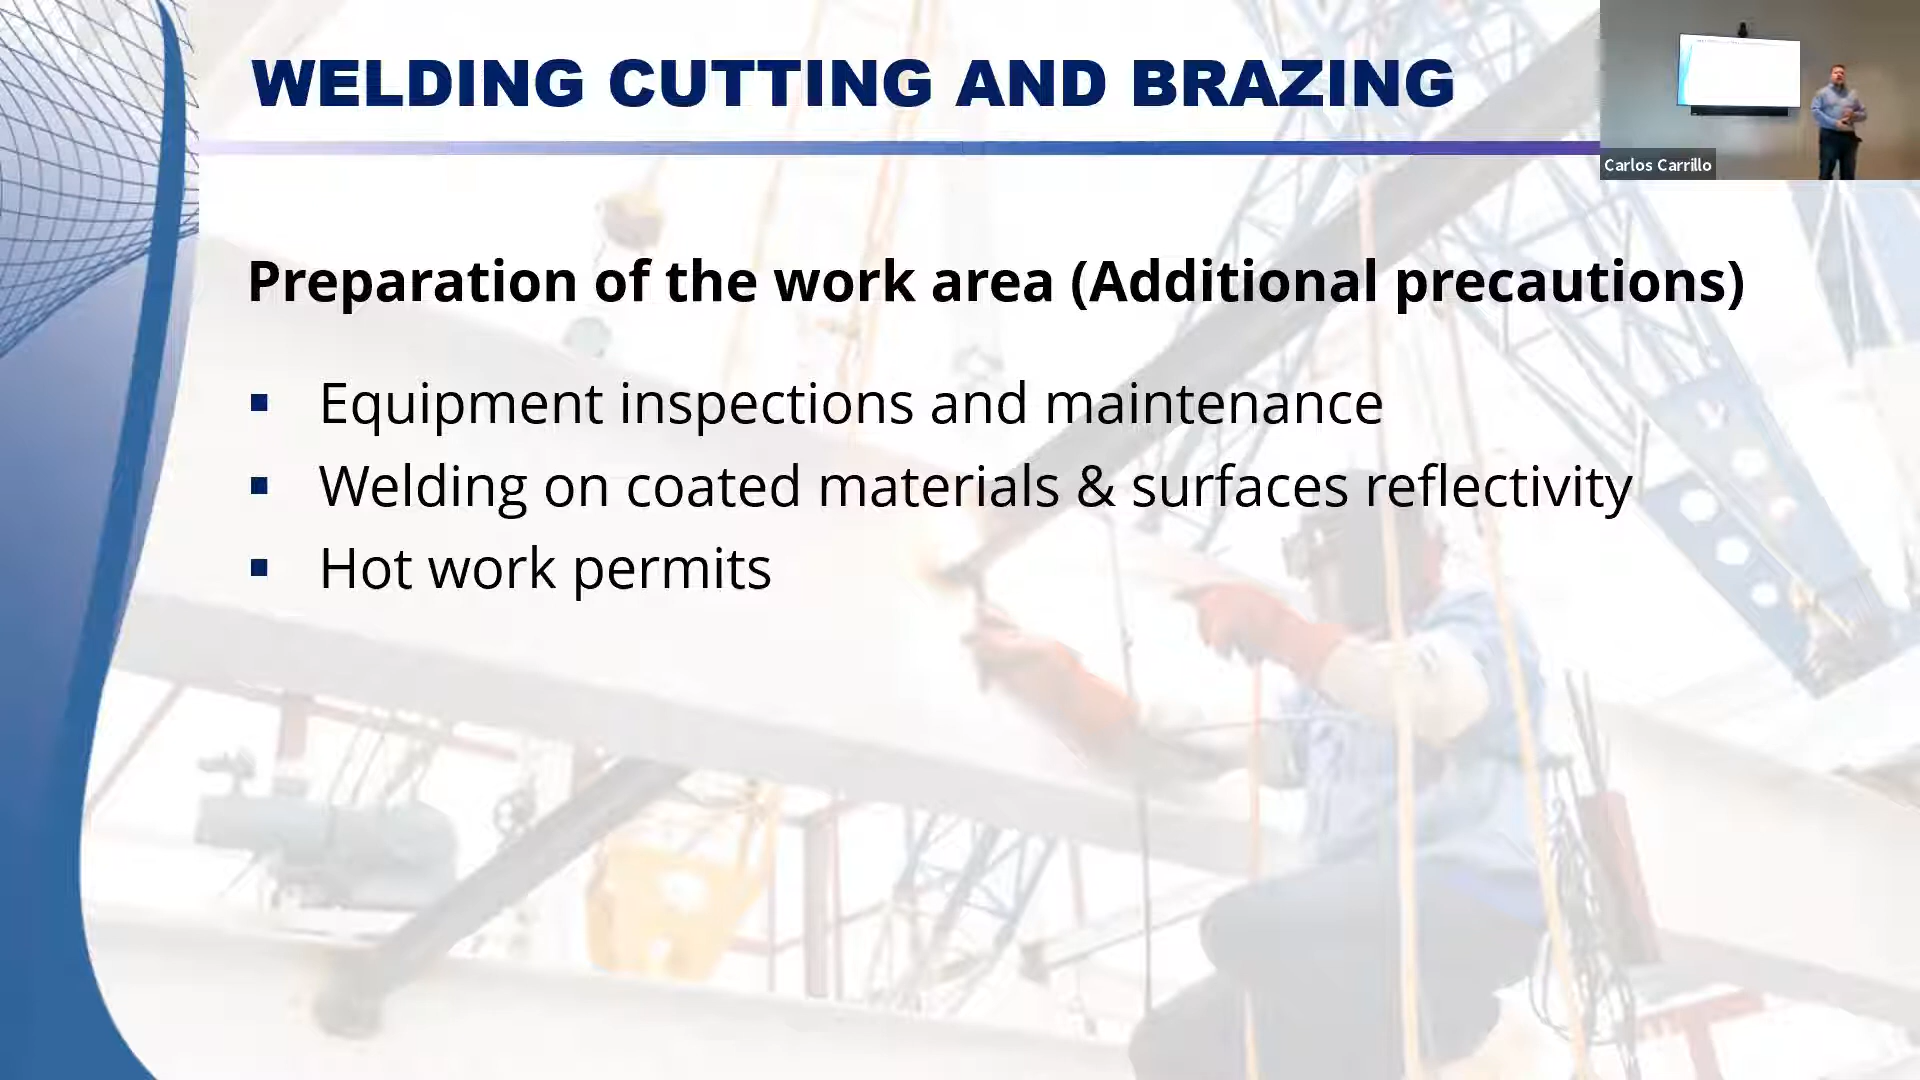 WELDING CUTTING AND BRAZING
Carlos Carrillo
Preparation of the work area (Additional precautions)
▪ Equipment inspections and maintenance
▪ Welding on coated materials & surfaces reflectivity
▪ Hot work permits